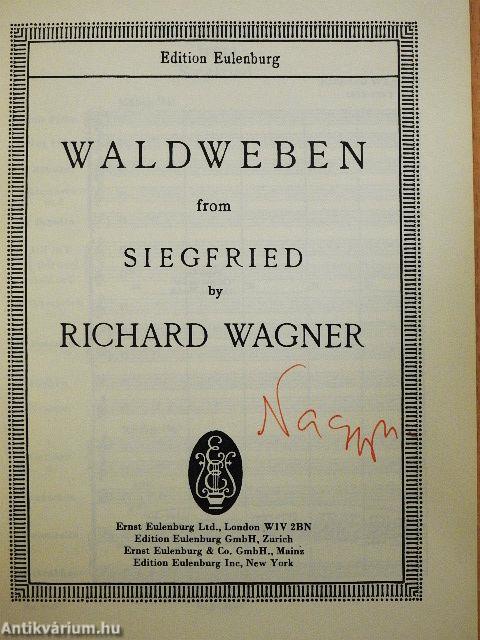 Edition Eulenburg
WALDWEBEN
from
SIEGFRIED
by
RICHARD WAGNER
Ernst Eulenburg Ltd., London W1V 2BN
Edition Eulenburg GmbH, Zurich
Ernst Eulenburg & Co. GmbH., Mainz
Edition Eulenburg Inc, New York
Antikvárium.hu